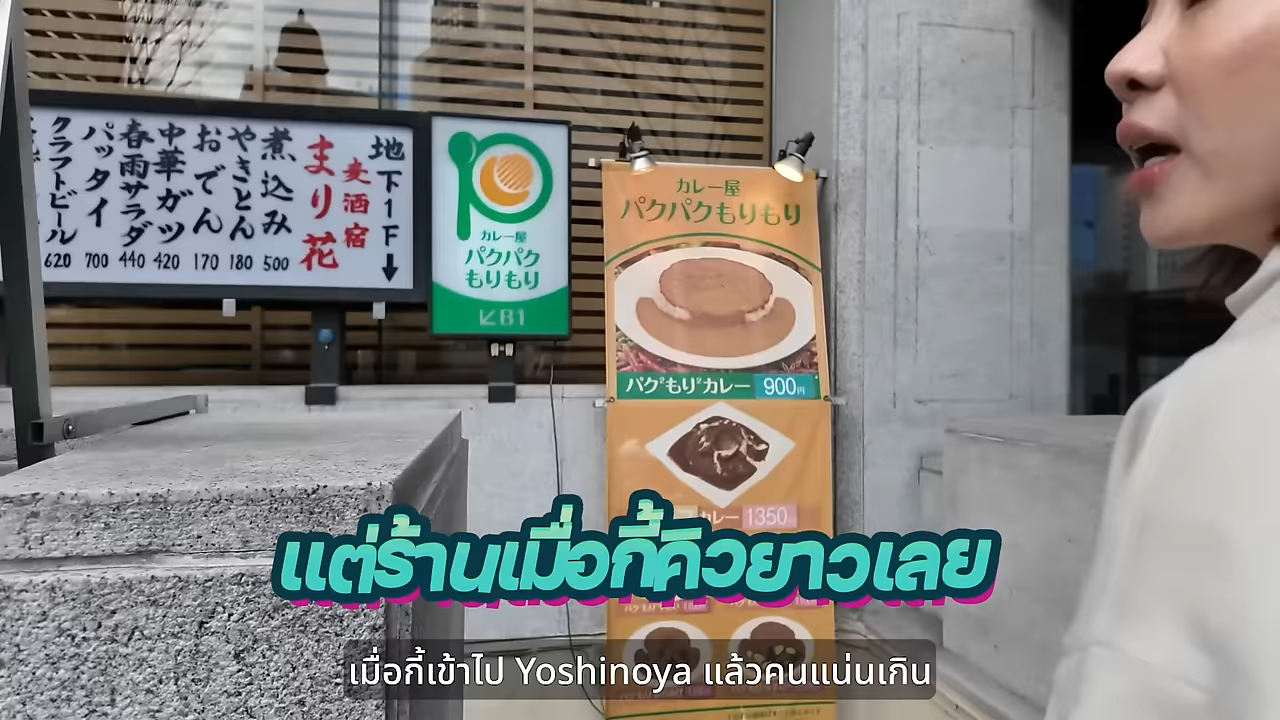 地下1F
麦酒宿
まり花
煮込み 500
やきとん 180
おでん 170
中華ガツ 420
春雨サラダ 440
パッタイ 700
クラフトビール 620
カレー屋
パクパク
もりもり
B1
カレー屋
パクパクもりもり
パク²もり²カレー 900円
カレー 1350
แต่ร้านเมื่อกี้คิวยาวเลย
เมื่อกี้เข้าไป Yoshinoya แล้วคนแน่นเกิน